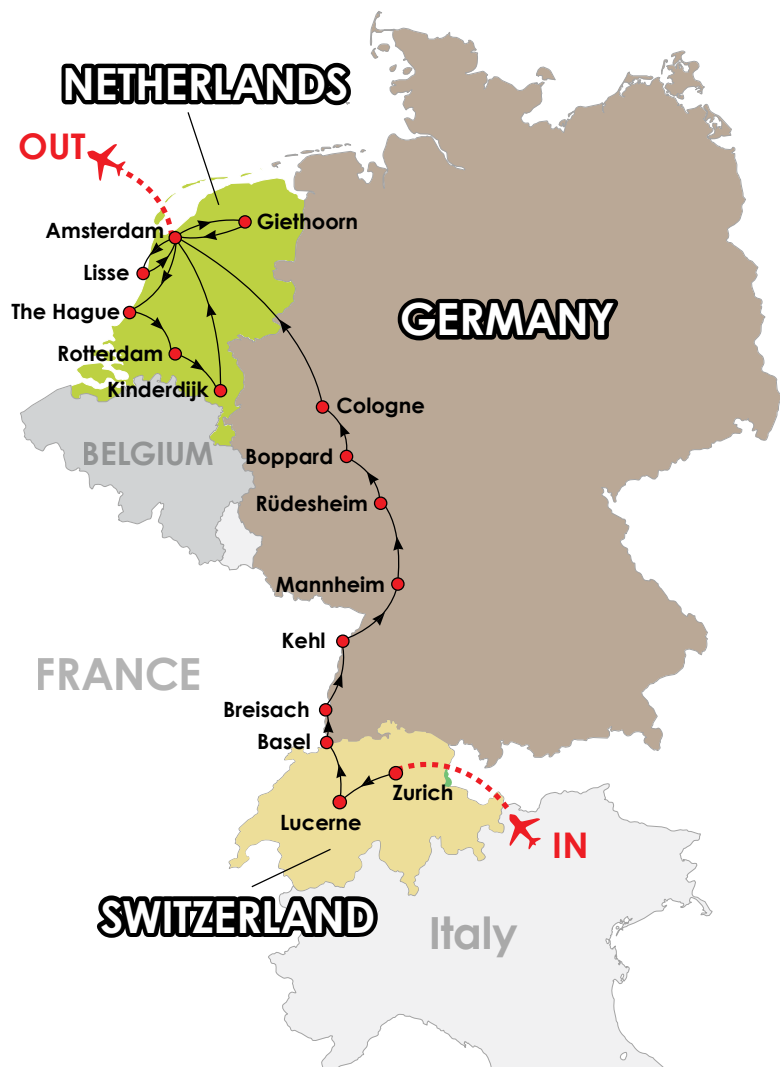 NETHERLANDS
OUT
Amsterdam
Giethoorn
Lisse
The Hague
GERMANY
Rotterdam
Kinderdijk
Cologne
BELGIUM
Boppard
Rüdesheim
Mannheim
Kehl
FRANCE
Breisach
Basel
Zurich
Lucerne
IN
SWITZERLAND
Italy